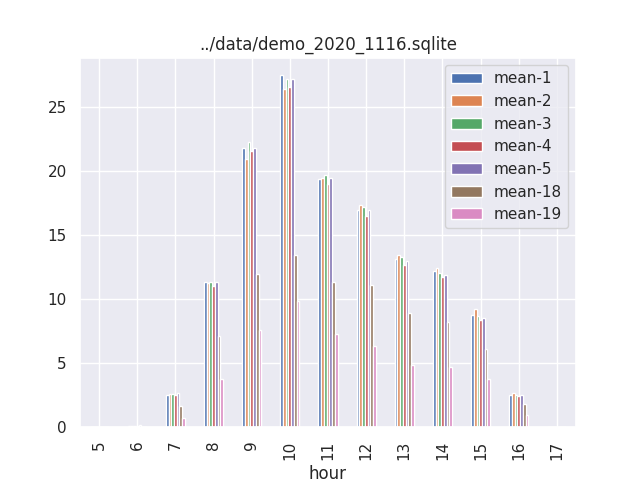 ../data/demo_2020_1116.sqlite
mean-1
mean-2
mean-3
mean-4
mean-5
mean-18
mean-19
25
20
15
10
5
0
5 6 7 8 9 10 11 12 13 14 15 16 17
hour